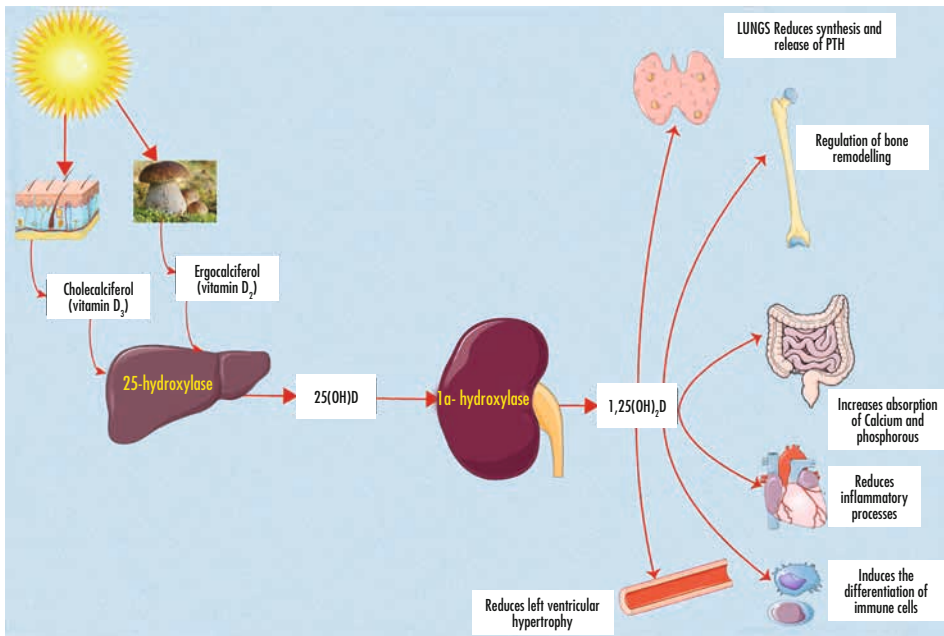 LUNGS Reduces synthesis and
release of PTH
Regulation of bone
remodelling
Cholecalciferol
(vitamin D₃)
Ergocalciferol
(vitamin D₂)
25-hydroxylase
25(OH)D
1a- hydroxylase
1,25(OH)₂D
Increases absorption
of Calcium and
phosphorous
Reduces
inflammatory
processes
Induces the
differentiation of
immune cells
Reduces left ventricular
hypertrophy